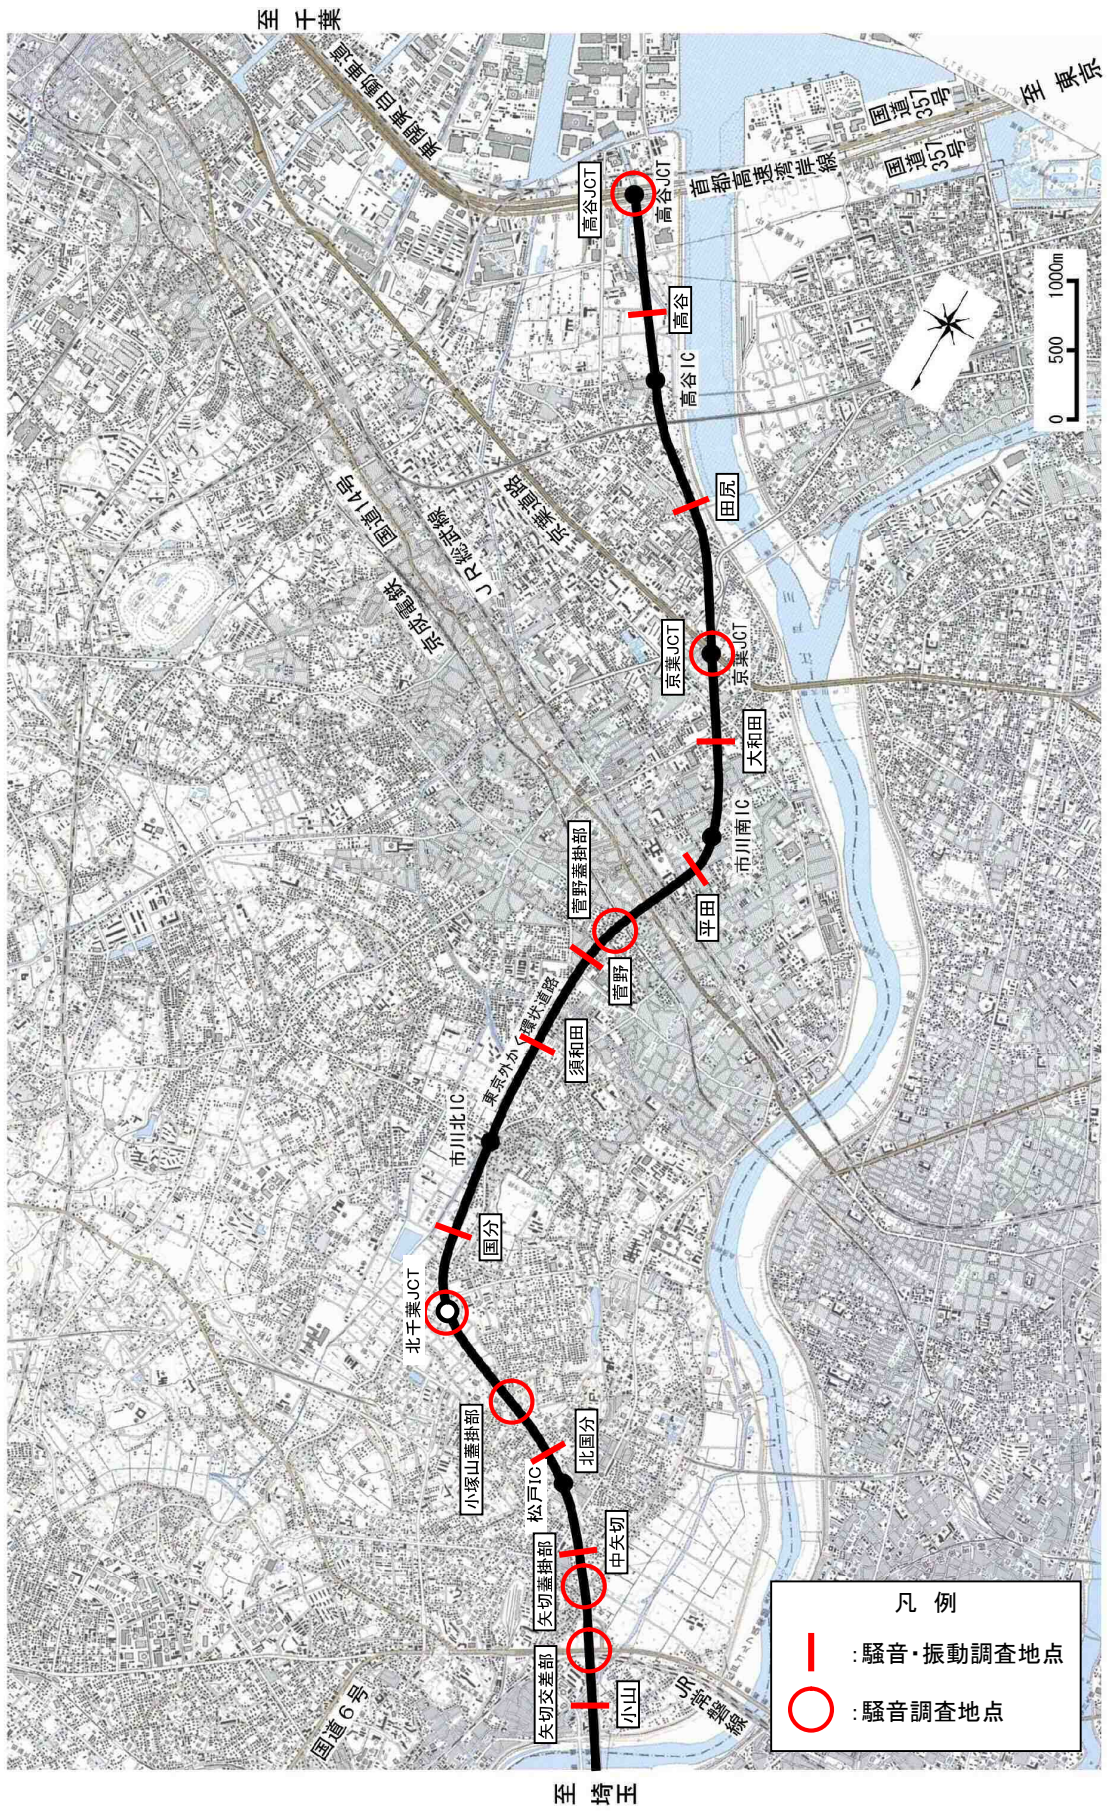 至 千葉
東関東自動車道
至 東京
国道
357号
国道
357号
首都高速湾岸線
高谷JCT
高谷JCT
高谷
高谷IC
1000m
500
0
田尻
国道14号
JR総武線
京葉道路
京成電鉄
京葉JCT
京葉JCT
大和田
市川南IC
菅野蓋掛部
平田
菅野
東京外かく環状道路
須和田
市川北IC
国分
北千葉JCT
小塚山蓋掛部
北国分
松戸IC
中矢切
矢切蓋掛部
矢切交差部
小山
JR常磐線
国道6号
至 埼玉
凡 例
:騒音・振動調査地点
:騒音調査地点